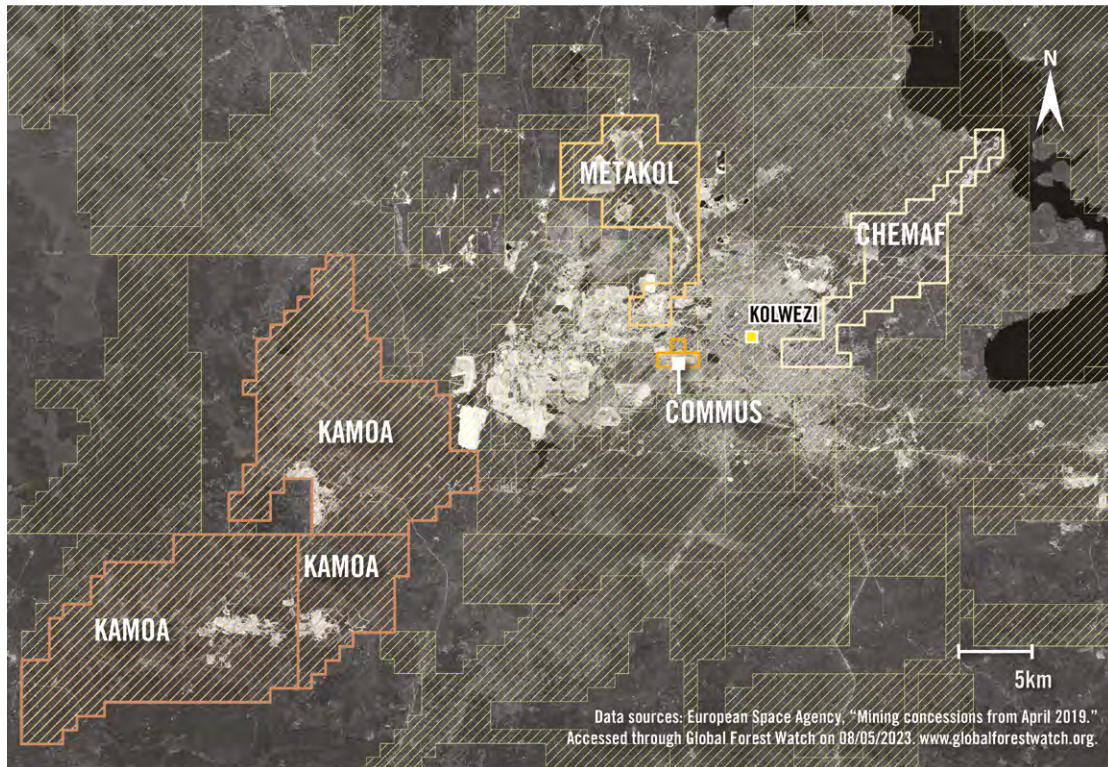 N
METAKOL
CHEMAF
KOLWEZI
COMMUS
KAMOA
KAMOA
KAMOA
5km
Data sources: European Space Agency, “Mining concessions from April 2019.”
Accessed through Global Forest Watch on 08/05/2023. www.globalforestwatch.org.